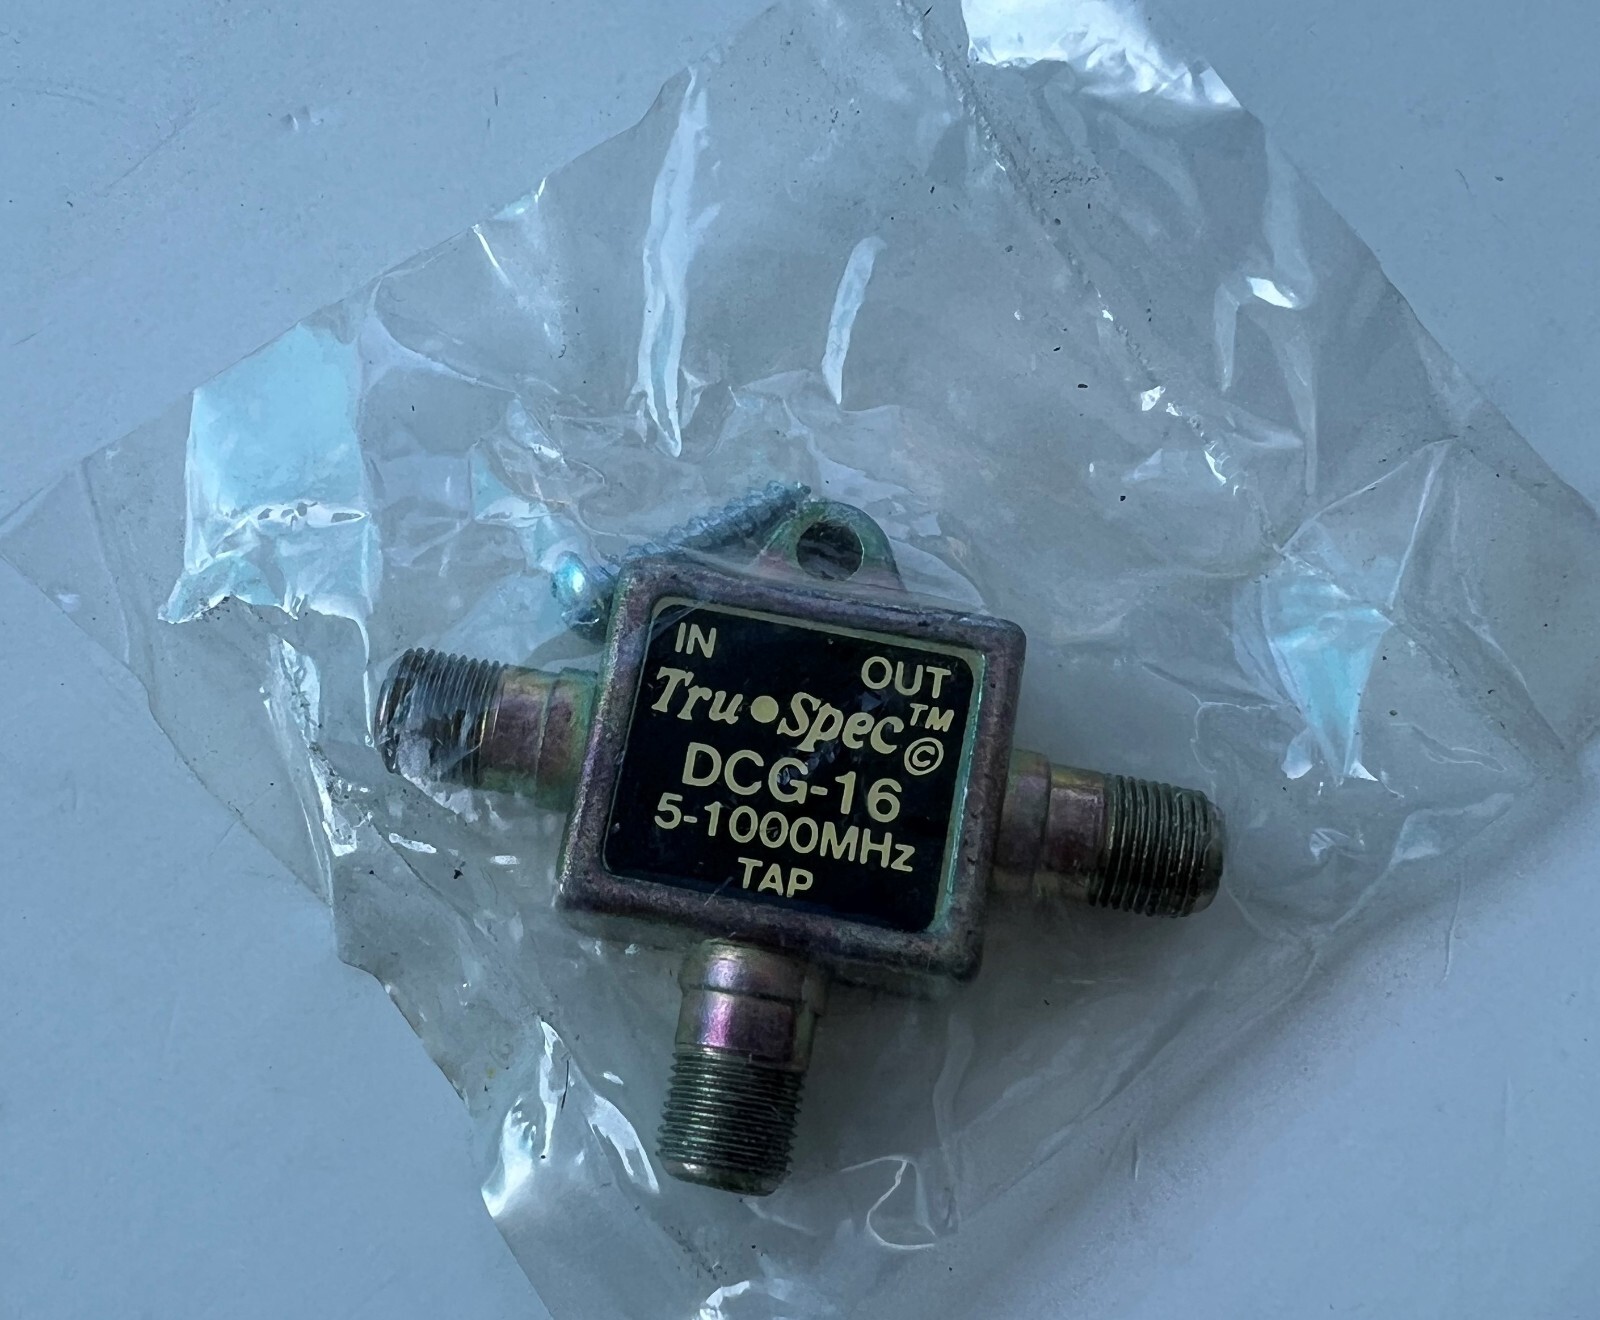 IN
OUT
Tru•Spec™
©
DCG-16
5-1000MHz
TAP